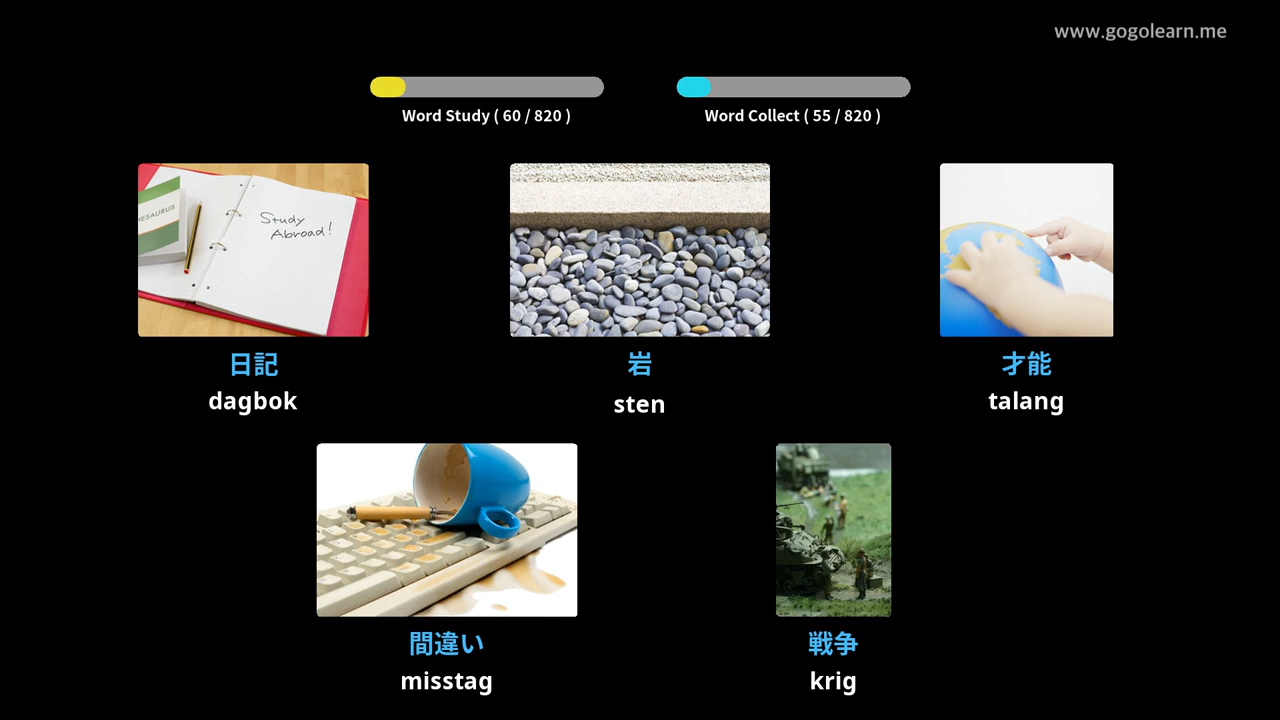 www.gogolearn.me
Word Study ( 60 / 820 )
Word Collect ( 55 / 820 )
THESAURUS
Study
Abroad!
日記
dagbok
岩
sten
才能
talang
間違い
misstag
戦争
krig